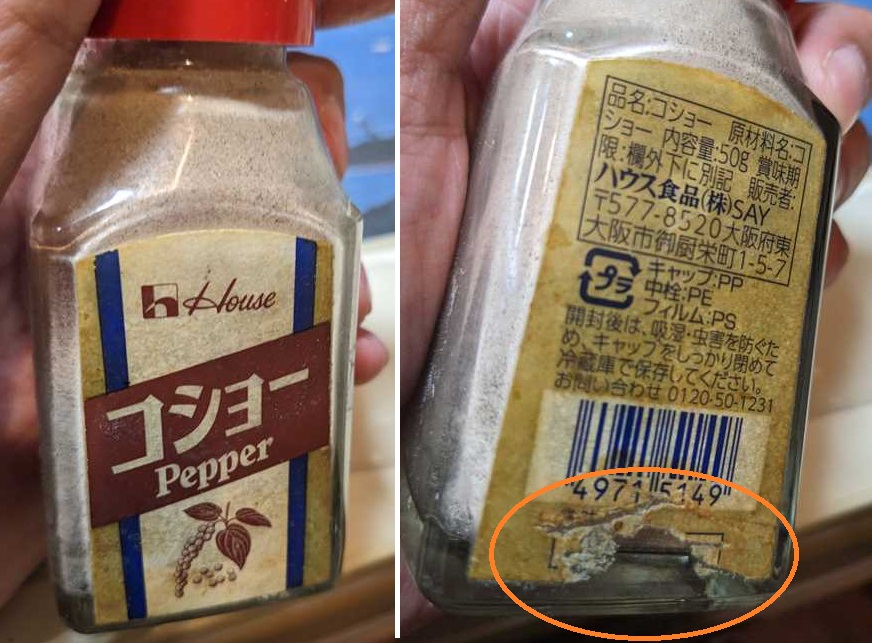 House
コショー
Pepper
品名:コショー 原材料名:コ
ショー 内容量:50g 賞味期
限:欄外下に別記 販売者:
ハウス食品(株)SAY
〒577-8520大阪府東
大阪市御厨栄町1-5-7
プラ
キャップ:PP
中栓:PE
フィルム:PS
開封後は、吸湿・虫害を防ぐた
め、キャップをしっかり閉めて
冷蔵庫で保存してください。
お問い合わせ 0120-50-1231
"4971"5149"